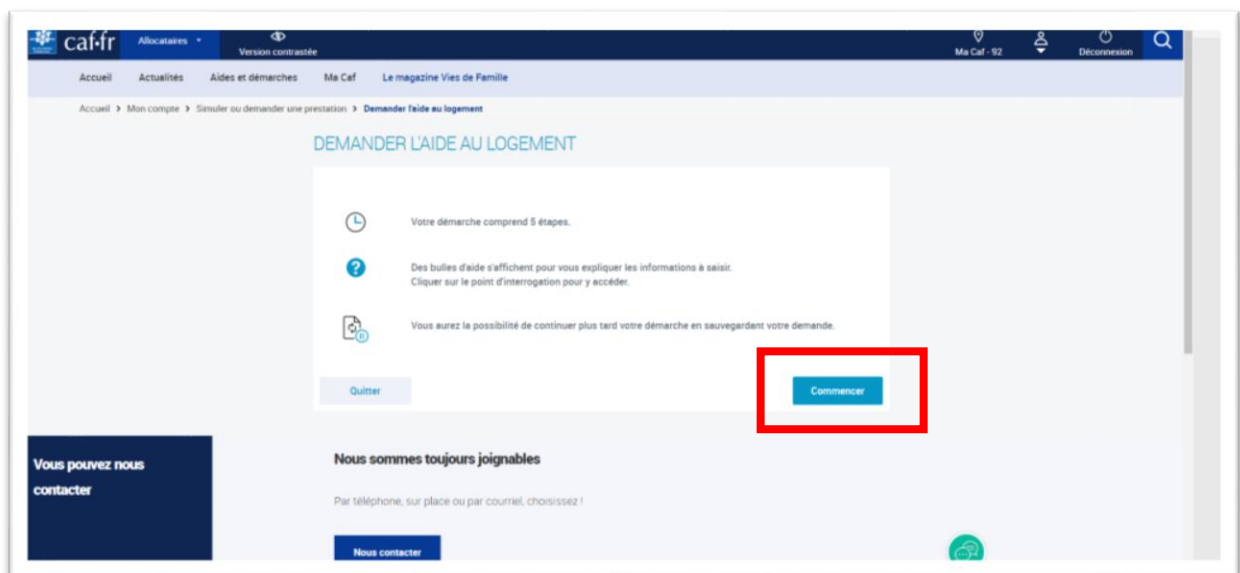 caf.fr Allocataires Version contrastée Ma Caf - 92 Déconnexion
Accueil Actualités Aides et démarches Ma Caf Le magazine Vies de Famille
Accueil > Mon compte > Simuler ou demander une prestation > Demander l'aide au logement
DEMANDER L'AIDE AU LOGEMENT
Votre démarche comprend 5 étapes.
Des bulles d'aide s'affichent pour vous expliquer les informations à saisir.
Cliquer sur le point d'interrogation pour y accéder.
Vous aurez la possibilité de continuer plus tard votre démarche en sauvegardant votre demande.
Quitter Commencer
Vous pouvez nous
contacter
Nous sommes toujours joignables
Par téléphone, sur place ou par courriel, choisissez !
Nous contacter